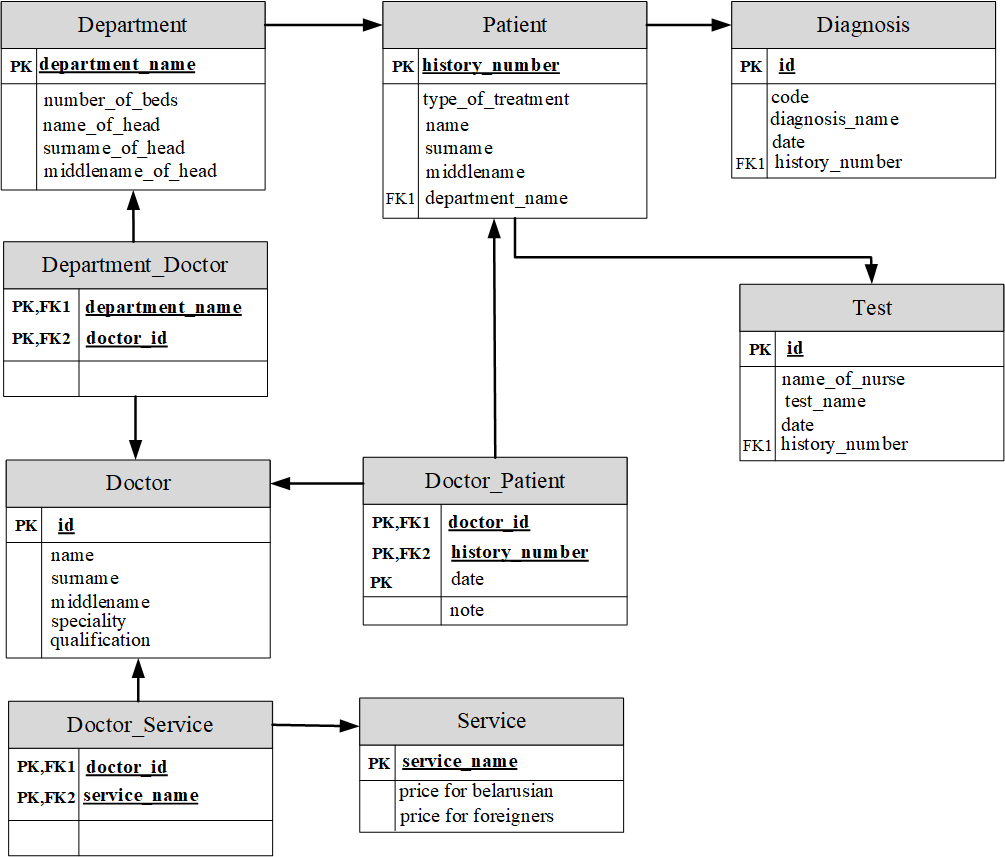 Department
PK department_name
number_of_beds
name_of_head
surname_of_head
middlename_of_head
Patient
PK history_number
type_of_treatment
name
surname
middlename
FK1 department_name
Diagnosis
PK id
code
diagnosis_name
date
FK1 history_number
Department_Doctor
PK,FK1 department_name
PK,FK2 doctor_id
Test
PK id
name_of_nurse
test_name
date
FK1 history_number
Doctor
PK id
name
surname
middlename
speciality
qualification
Doctor_Patient
PK,FK1 doctor_id
PK,FK2 history_number
PK date
note
Doctor_Service
PK,FK1 doctor_id
PK,FK2 service_name
Service
PK service_name
price for belarusian
price for foreigners